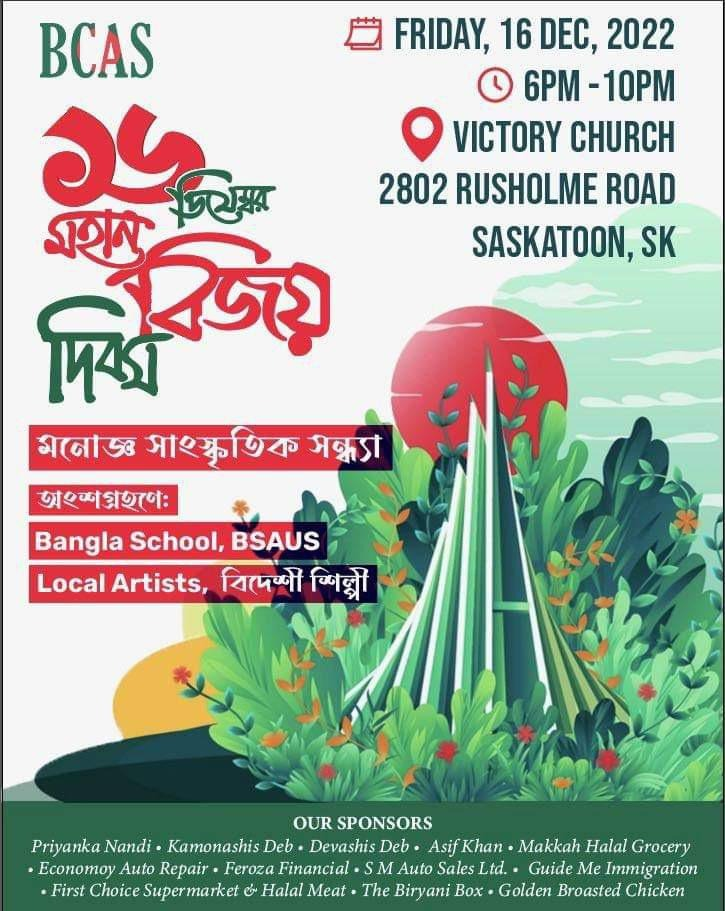 BCAS
FRIDAY, 16 DEC, 2022
6PM -10PM
VICTORY CHURCH
2802 RUSHOLME ROAD
SASKATOON, SK
১৬
ডিসেম্বর
মহান
বিজয়
দিবস
মনোজ্ঞ সাংস্কৃতিক সন্ধ্যা
অংশগ্রহণে:
Bangla School, BSAUS
Local Artists, বিদেশী শিল্পী
OUR SPONSORS
Priyanka Nandi • Kamonashis Deb • Devashis Deb • Asif Khan • Makkah Halal Grocery
• Economoy Auto Repair • Feroza Financial • S M Auto Sales Ltd. • Guide Me Immigration
• First Choice Supermarket & Halal Meat • The Biryani Box • Golden Broasted Chicken